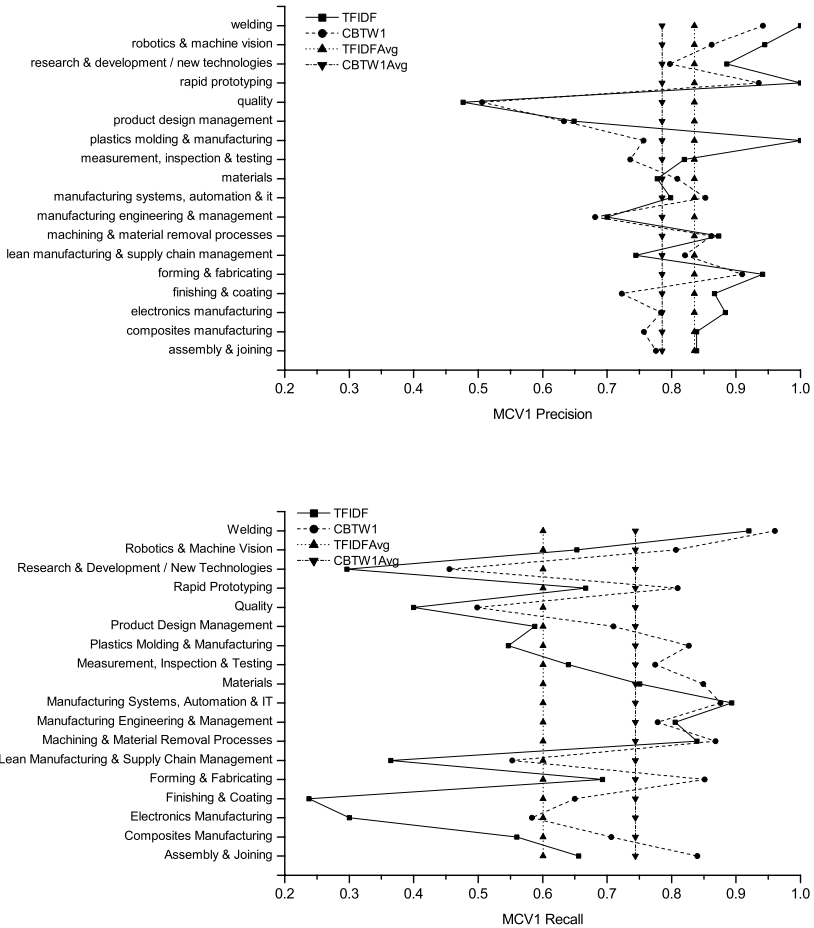 welding
TFIDF
robotics & machine vision
CBTW1
research & development / new technologies
TFIDFAvg
CBTW1Avg
rapid prototyping
quality
product design management
plastics molding & manufacturing
measurement, inspection & testing
materials
manufacturing systems, automation & it
manufacturing engineering & management
machining & material removal processes
lean manufacturing & supply chain management
forming & fabricating
finishing & coating
electronics manufacturing
composites manufacturing
assembly & joining
0.2 0.3 0.4 0.5 0.6 0.7 0.8 0.9 1.0
MCV1 Precision
TFIDF
Welding
CBTW1
Robotics & Machine Vision
TFIDFAvg
CBTW1Avg
Research & Development / New Technologies
Rapid Prototyping
Quality
Product Design Management
Plastics Molding & Manufacturing
Measurement, Inspection & Testing
Materials
Manufacturing Systems, Automation & IT
Manufacturing Engineering & Management
Machining & Material Removal Processes
Lean Manufacturing & Supply Chain Management
Forming & Fabricating
Finishing & Coating
Electronics Manufacturing
Composites Manufacturing
Assembly & Joining
0.2 0.3 0.4 0.5 0.6 0.7 0.8 0.9 1.0
MCV1 Recall